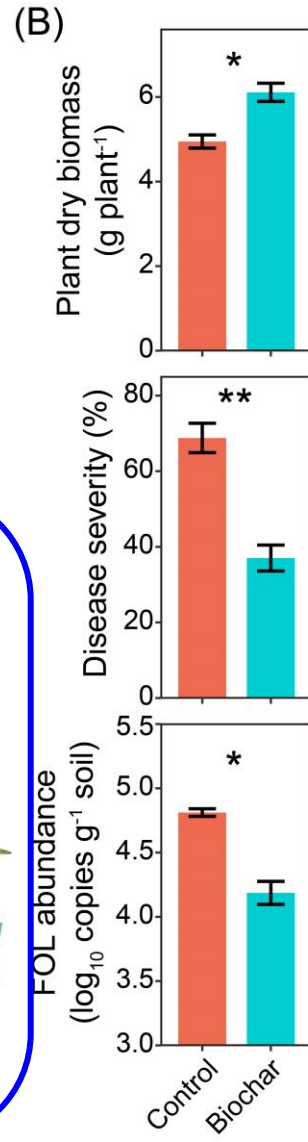 (B)
Plant dry biomass
(g plant⁻¹)
6
4
2
0
*
Disease severity (%)
80
60
40
20
0
**
FOL abundance
(log₁₀ copies g⁻¹ soil)
5.5
5.0
4.5
4.0
3.5
3.0
*
Control
Biochar